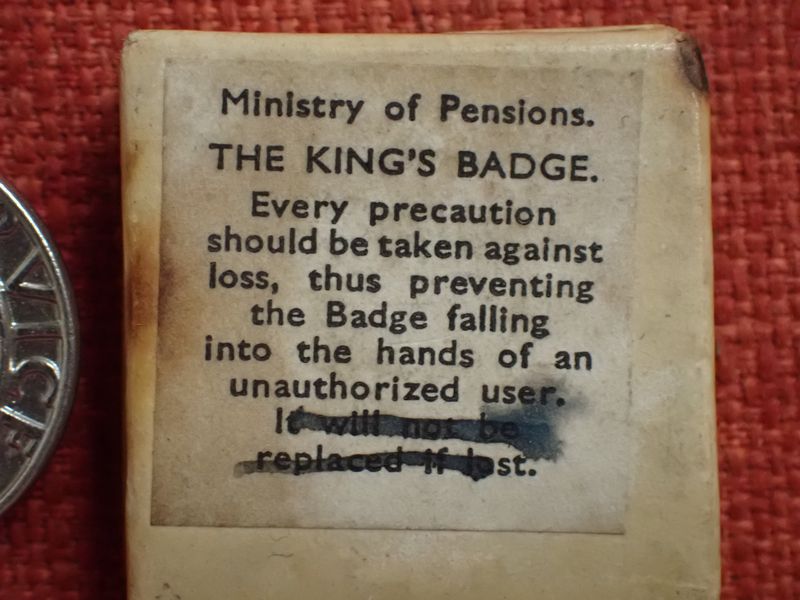 Ministry of Pensions.
THE KING'S BADGE.
Every precaution
should be taken against
loss, thus preventing
the Badge falling
into the hands of an
unauthorized user.
It will not be
replaced if lost.